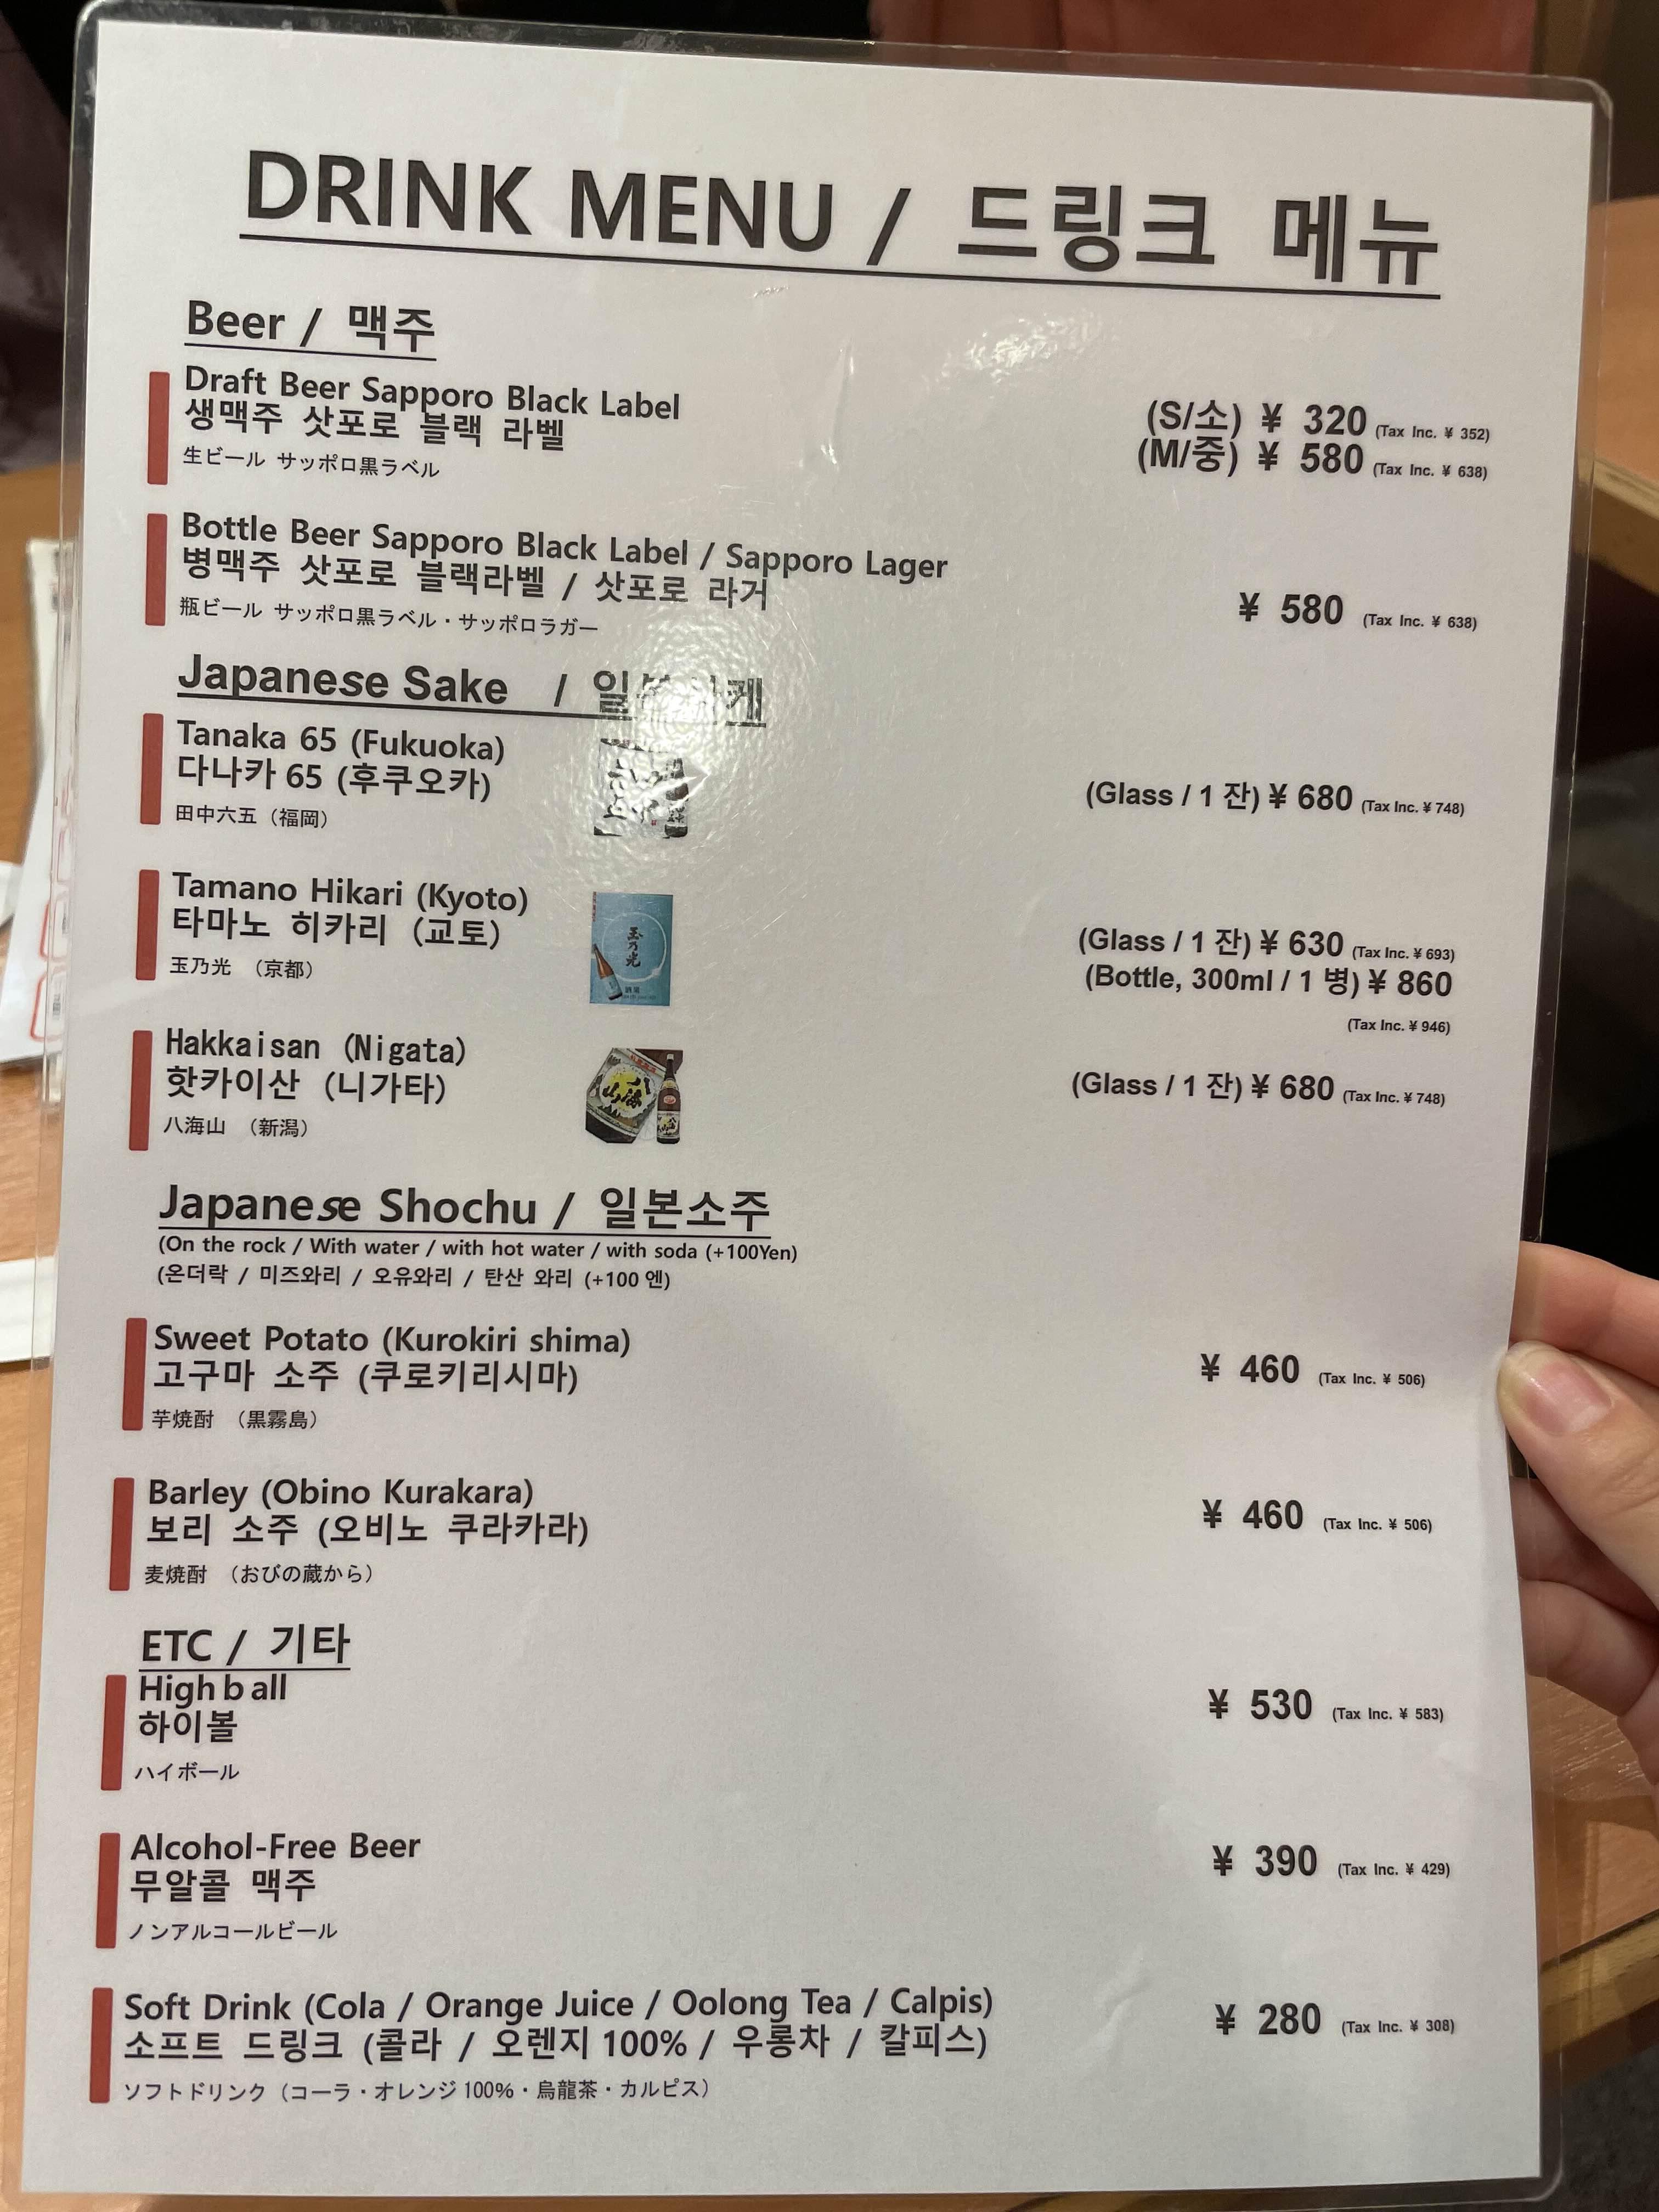 DRINK MENU / 드링크 메뉴
Beer / 맥주
Draft Beer Sapporo Black Label
생맥주 삿포로 블랙 라벨
生ビール サッポロ黒ラベル
(S/소) ¥ 320 (Tax Inc. ¥ 352)
(M/중) ¥ 580 (Tax Inc. ¥ 638)
Bottle Beer Sapporo Black Label / Sapporo Lager
병맥주 삿포로 블랙라벨 / 삿포로 라거
瓶ビール サッポロ黒ラベル・サッポロラガー
¥ 580 (Tax Inc. ¥ 638)
Japanese Sake / 일본사케
Tanaka 65 (Fukuoka)
다나카 65 (후쿠오카)
田中六五（福岡）
(Glass / 1 잔) ¥ 680 (Tax Inc. ¥ 748)
Tamano Hikari (Kyoto)
타마노 히카리 (교토)
玉乃光 （京都）
玉乃光
(Glass / 1 잔) ¥ 630 (Tax Inc. ¥ 693)
(Bottle, 300ml / 1 병) ¥ 860
(Tax Inc. ¥ 946)
Hakkaisan (Nigata)
핫카이산 (니가타)
八海山 （新潟）
八海山
(Glass / 1 잔) ¥ 680 (Tax Inc. ¥ 748)
Japanese Shochu / 일본소주
(On the rock / With water / with hot water / with soda (+100Yen)
(온더락 / 미즈와리 / 오유와리 / 탄산 와리 (+100 엔)
Sweet Potato (Kurokiri shima)
고구마 소주 (쿠로키리시마)
芋焼酎 （黒霧島）
¥ 460 (Tax Inc. ¥ 506)
Barley (Obino Kurakara)
보리 소주 (오비노 쿠라카라)
麦焼酎 （おびの蔵から）
¥ 460 (Tax Inc. ¥ 506)
ETC / 기타
High b all
하이볼
ハイボール
¥ 530 (Tax Inc. ¥ 583)
Alcohol-Free Beer
무알콜 맥주
ノンアルコールビール
¥ 390 (Tax Inc. ¥ 429)
Soft Drink (Cola / Orange Juice / Oolong Tea / Calpis)
소프트 드링크 (콜라 / 오렌지 100% / 우롱차 / 칼피스)
ソフトドリンク（コーラ・オレンジ 100%・烏龍茶・カルピス）
¥ 280 (Tax Inc. ¥ 308)